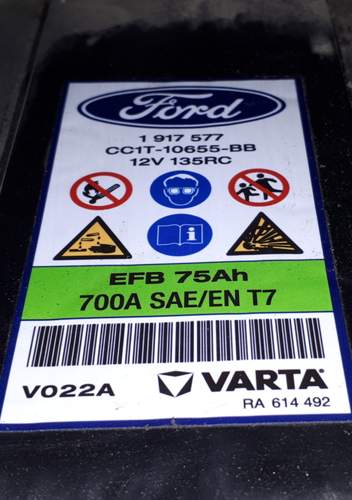 Ford
1 917 577
CC1T-10655-BB
12V 135RC
EFB 75Ah
700A SAE/EN T7
V022A
VARTA
RA 614 492